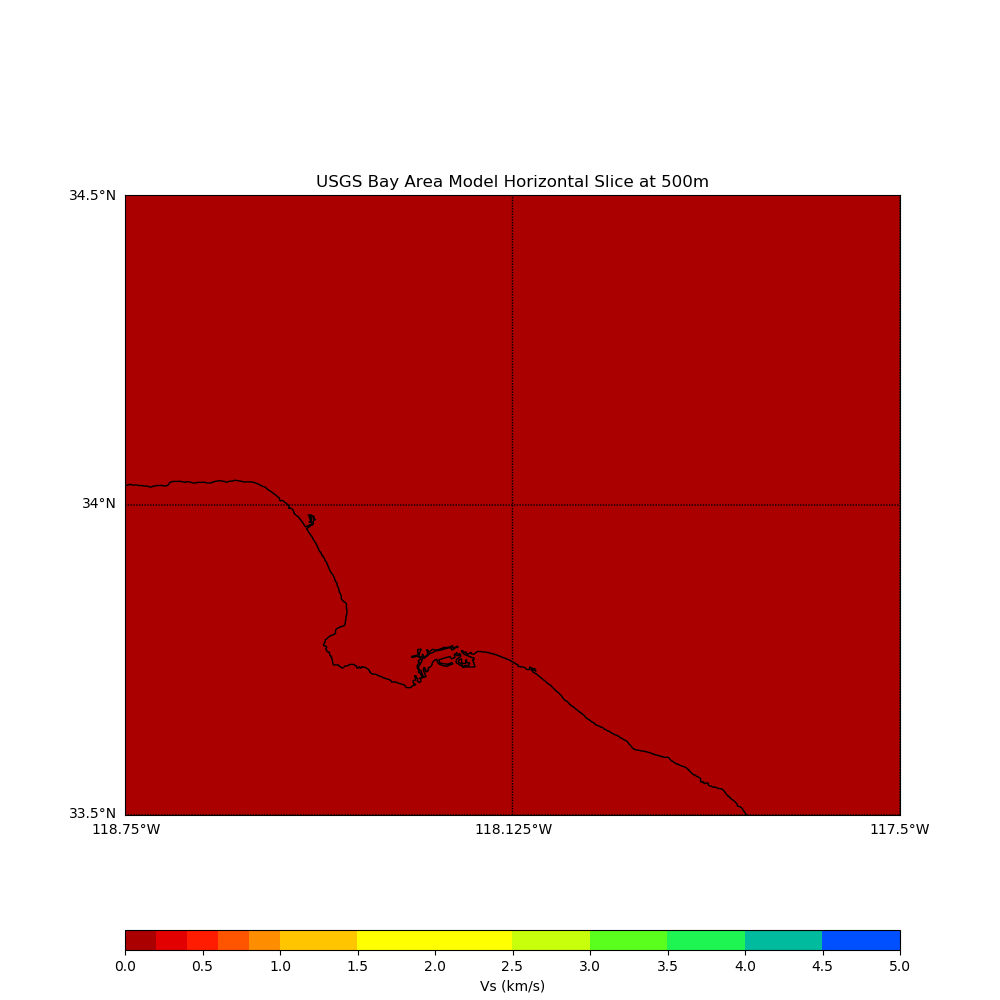 USGS Bay Area Model Horizontal Slice at 500m
34.5°N
34°N
33.5°N
118.75°W 118.125°W 117.5°W
0.0 0.5 1.0 1.5 2.0 2.5 3.0 3.5 4.0 4.5 5.0
Vs (km/s)